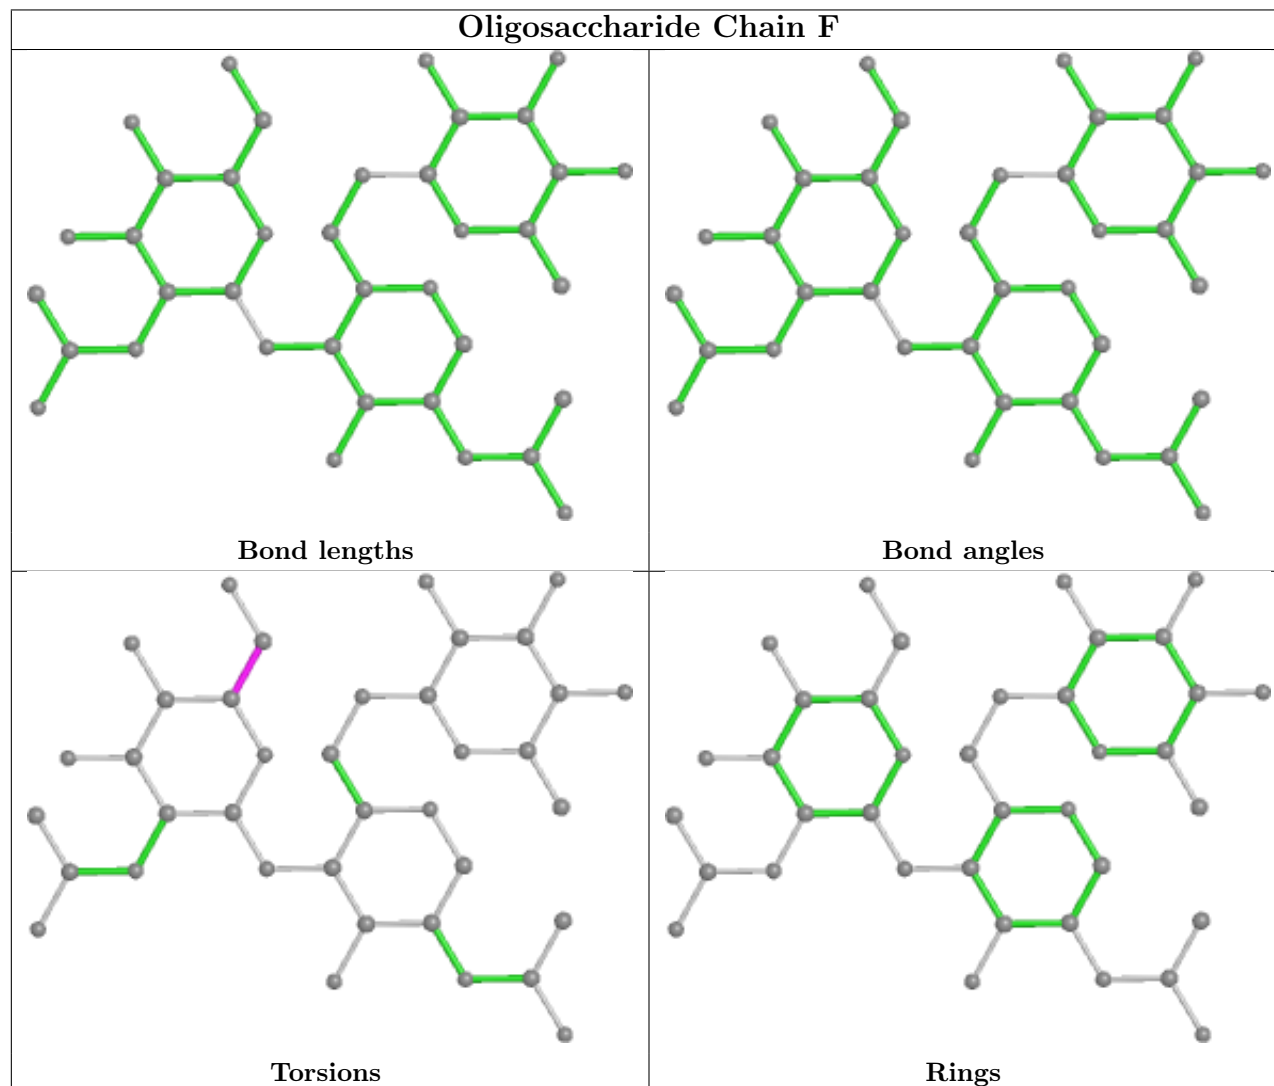 Oligosaccharide Chain F
Bond lengths
Bond angles
Torsions
Rings